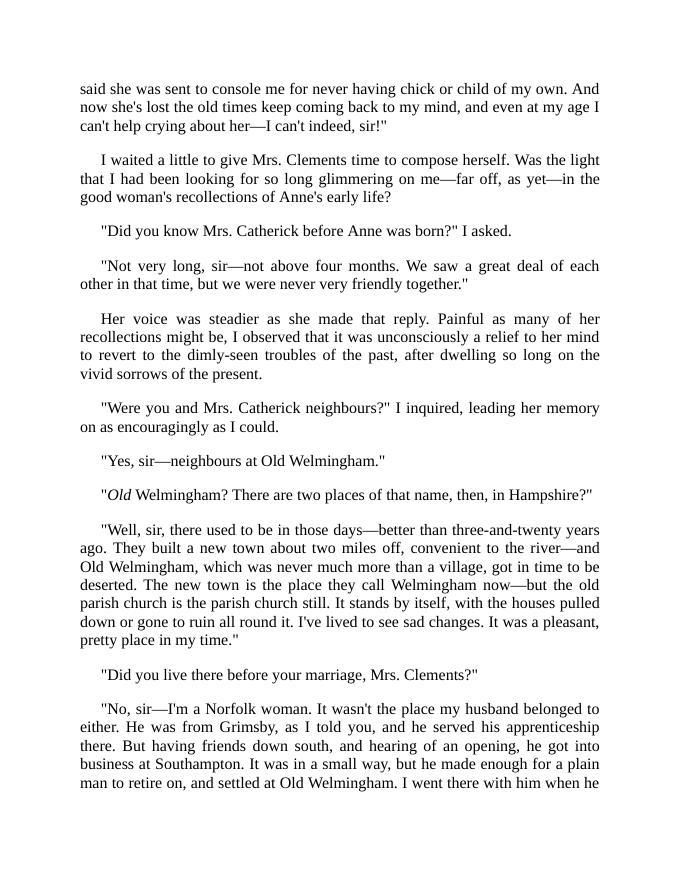 said she was sent to console me for never having chick or child of my own. And
now she's lost the old times keep coming back to my mind, and even at my age I
can't help crying about her—I can't indeed, sir!"
I waited a little to give Mrs. Clements time to compose herself. Was the light
that I had been looking for so long glimmering on me—far off, as yet—in the
good woman's recollections of Anne's early life?
"Did you know Mrs. Catherick before Anne was born?" I asked.
"Not very long, sir—not above four months. We saw a great deal of each
other in that time, but we were never very friendly together."
Her voice was steadier as she made that reply. Painful as many of her
recollections might be, I observed that it was unconsciously a relief to her mind
to revert to the dimly-seen troubles of the past, after dwelling so long on the
vivid sorrows of the present.
"Were you and Mrs. Catherick neighbours?" I inquired, leading her memory
on as encouragingly as I could.
"Yes, sir—neighbours at Old Welmingham."
"Old Welmingham? There are two places of that name, then, in Hampshire?"
"Well, sir, there used to be in those days—better than three-and-twenty years
ago. They built a new town about two miles off, convenient to the river—and
Old Welmingham, which was never much more than a village, got in time to be
deserted. The new town is the place they call Welmingham now—but the old
parish church is the parish church still. It stands by itself, with the houses pulled
down or gone to ruin all round it. I've lived to see sad changes. It was a pleasant,
pretty place in my time."
"Did you live there before your marriage, Mrs. Clements?"
"No, sir—I'm a Norfolk woman. It wasn't the place my husband belonged to
either. He was from Grimsby, as I told you, and he served his apprenticeship
there. But having friends down south, and hearing of an opening, he got into
business at Southampton. It was in a small way, but he made enough for a plain
man to retire on, and settled at Old Welmingham. I went there with him when he